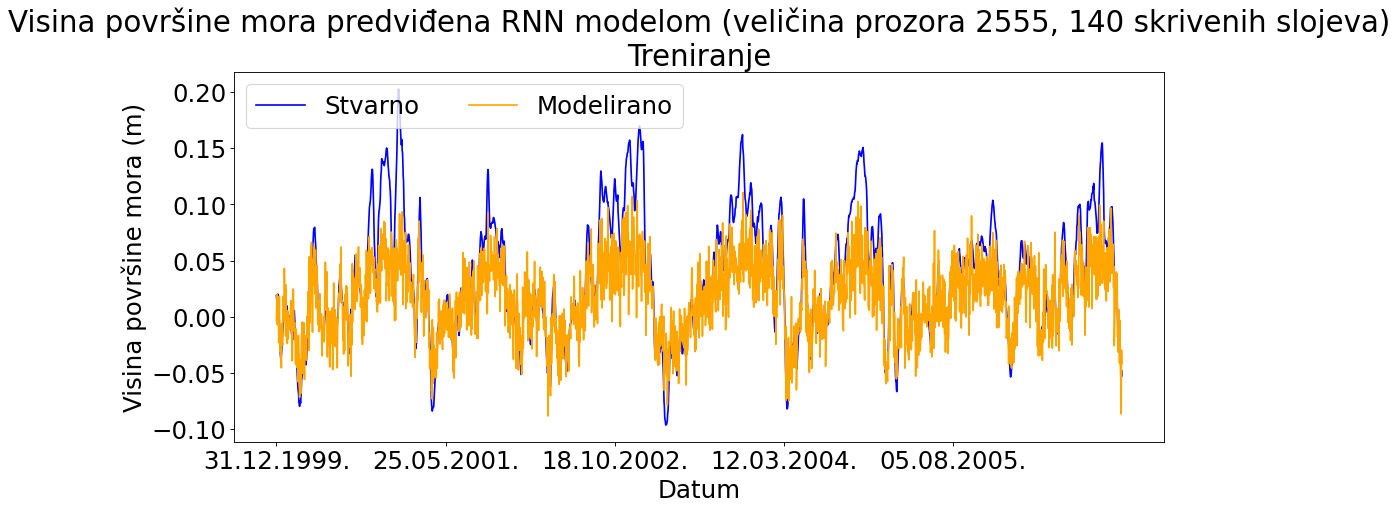 Visina površine mora predviđena RNN modelom (veličina prozora 2555, 140 skrivenih slojeva)
Treniranje
Stvarno Modelirano
Visina površine mora (m)
0.20
0.15
0.10
0.05
0.00
−0.05
−0.10
31.12.1999. 25.05.2001. 18.10.2002. 12.03.2004. 05.08.2005.
Datum